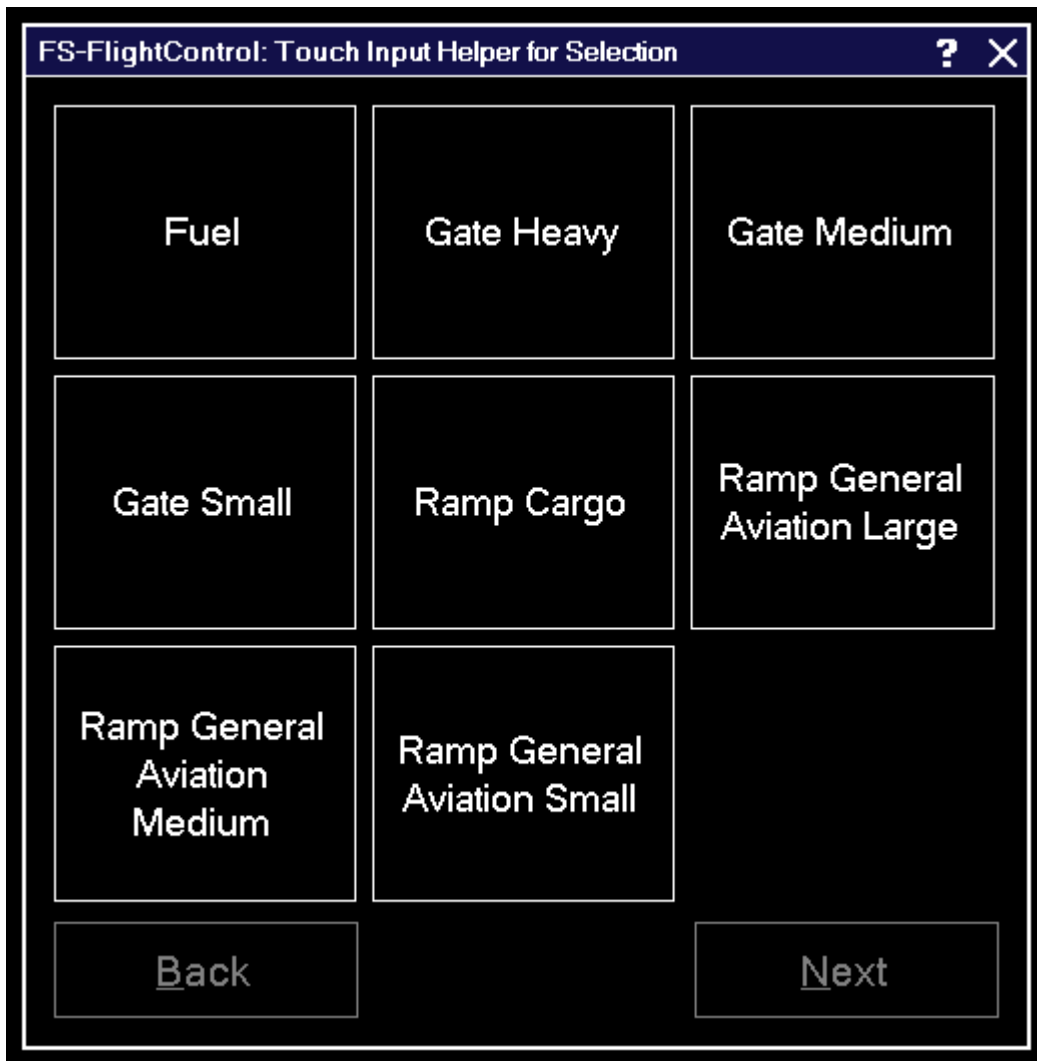 FS-FlightControl: Touch Input Helper for Selection ? X
Fuel
Gate Heavy
Gate Medium
Gate Small
Ramp Cargo
Ramp General
Aviation Large
Ramp General
Aviation
Medium
Ramp General
Aviation Small
Back
Next